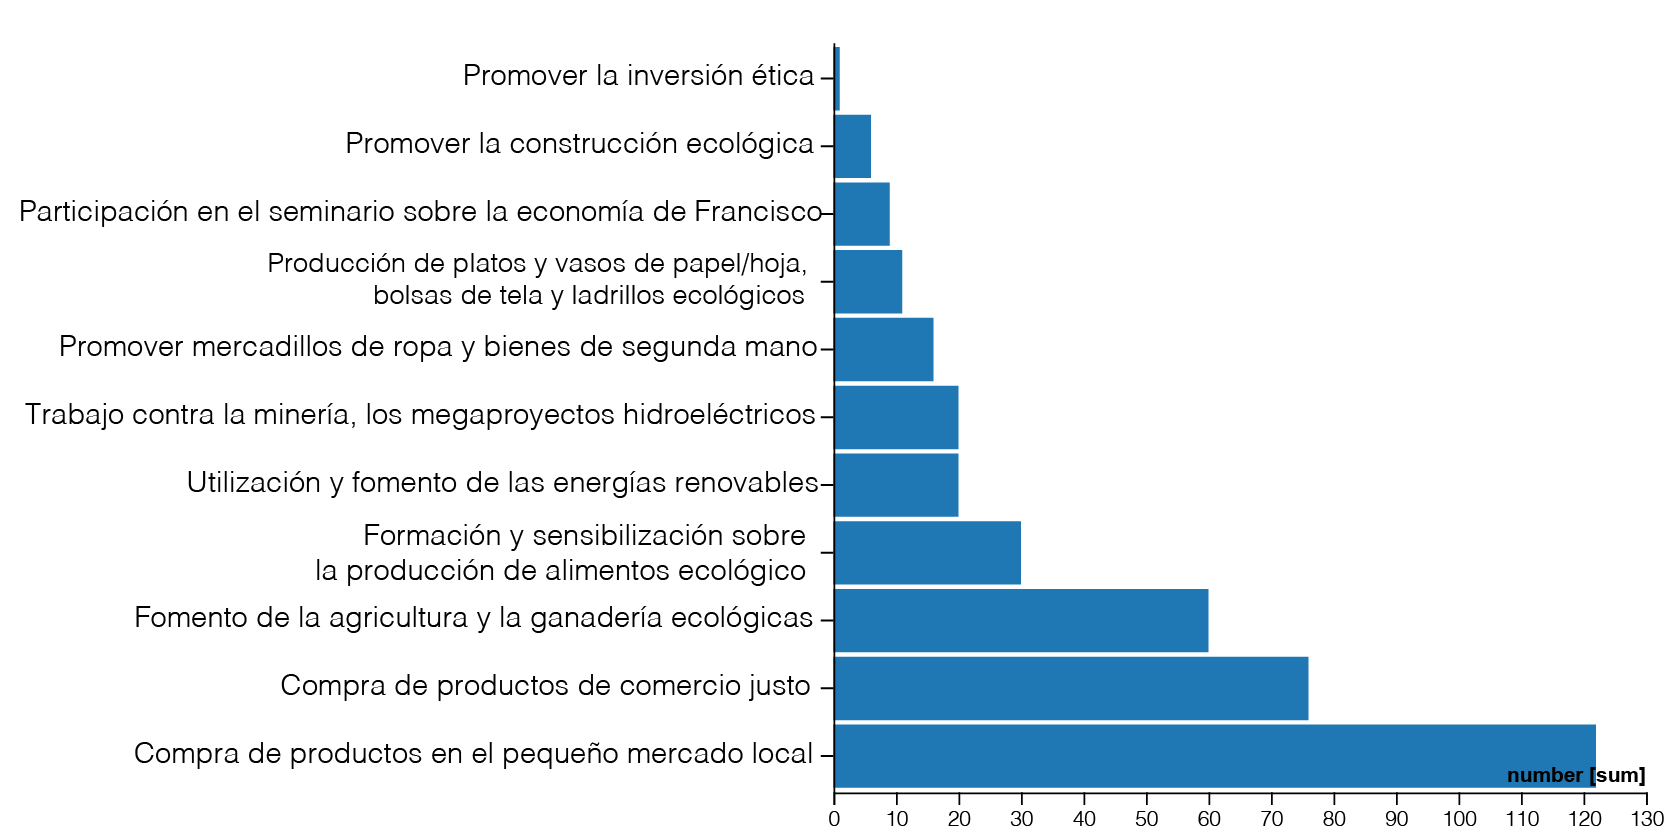 Promover la inversión ética
Promover la construcción ecológica
Participación en el seminario sobre la economía de Francisco
Producción de platos y vasos de papel/hoja,
bolsas de tela y ladrillos ecológicos
Promover mercadillos de ropa y bienes de segunda mano
Trabajo contra la minería, los megaproyectos hidroeléctricos
Utilización y fomento de las energías renovables
Formación y sensibilización sobre
la producción de alimentos ecológico
Fomento de la agricultura y la ganadería ecológicas
Compra de productos de comercio justo
Compra de productos en el pequeño mercado local
number [sum]
0 10 20 30 40 50 60 70 80 90 100 110 120 130